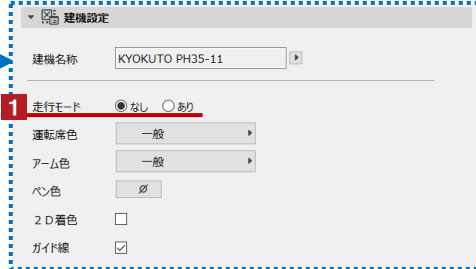 建機設定
建機名称 KYOKUTO PH35-11
1 走行モード なし あり
運転席色 一般
アーム色 一般
ペン色
２Ｄ着色
ガイド線